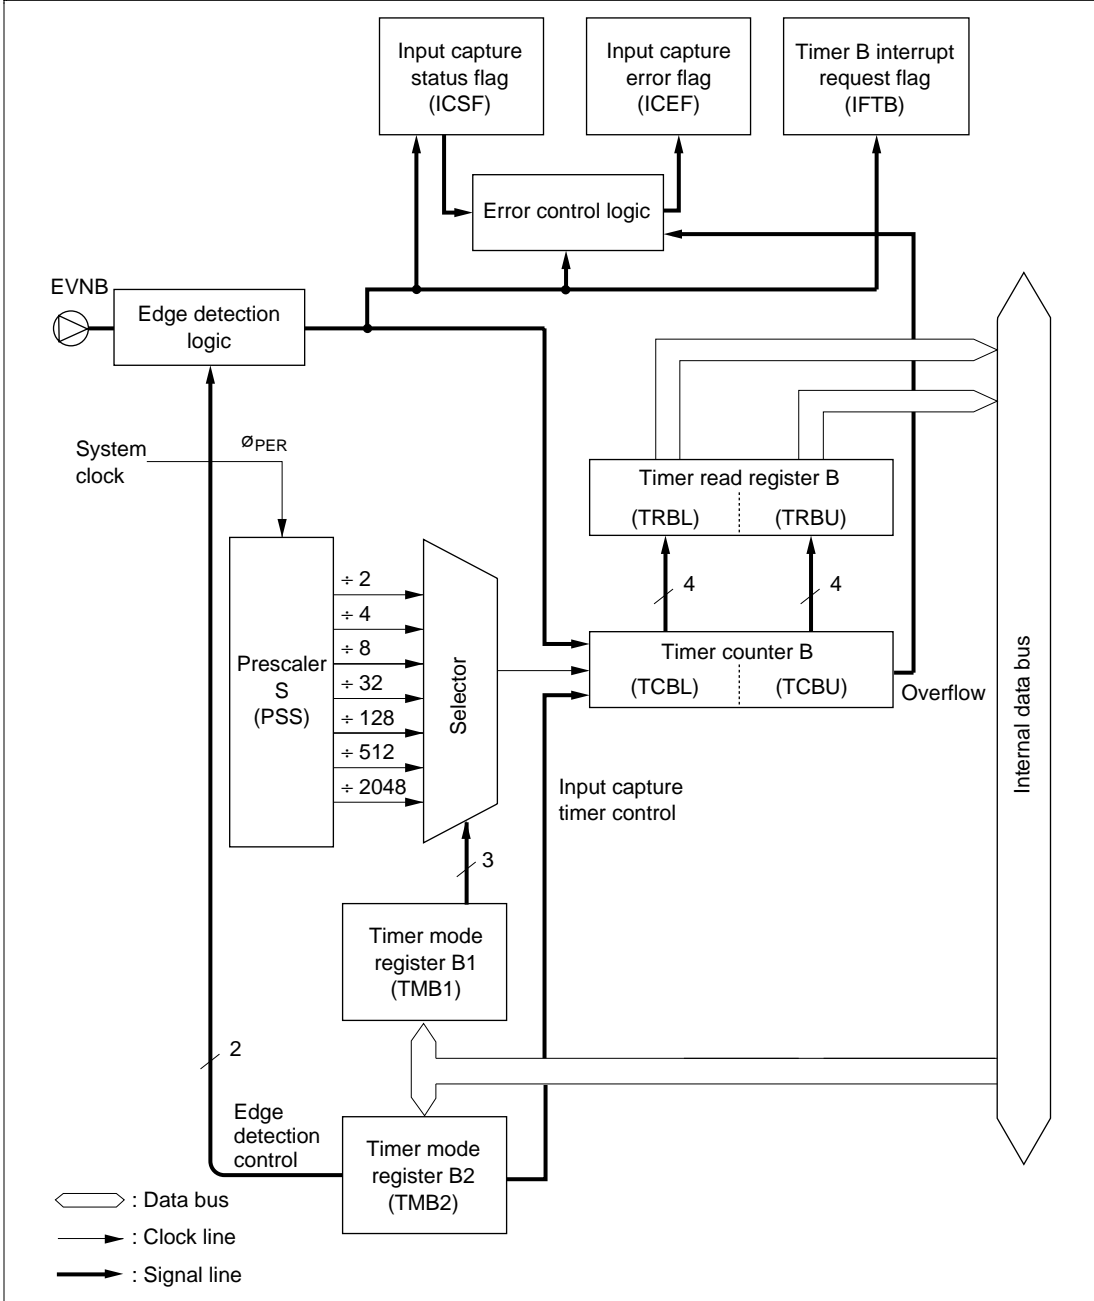 Input capture
status flag
(ICSF)
Input capture
error flag
(ICEF)
Timer B interrupt
request flag
(IFTB)
Error control logic
EVNB
Edge detection
logic
System
clock
øPER
Timer read register B
(TRBL)
(TRBU)
4
4
Timer counter B
(TCBL)
(TCBU)
Overflow
Prescaler
S
(PSS)
÷ 2
÷ 4
÷ 8
÷ 32
÷ 128
÷ 512
÷ 2048
Selector
Internal data bus
Input capture
timer control
3
Timer mode
register B1
(TMB1)
2
Edge
detection
control
Timer mode
register B2
(TMB2)
: Data bus
: Clock line
: Signal line